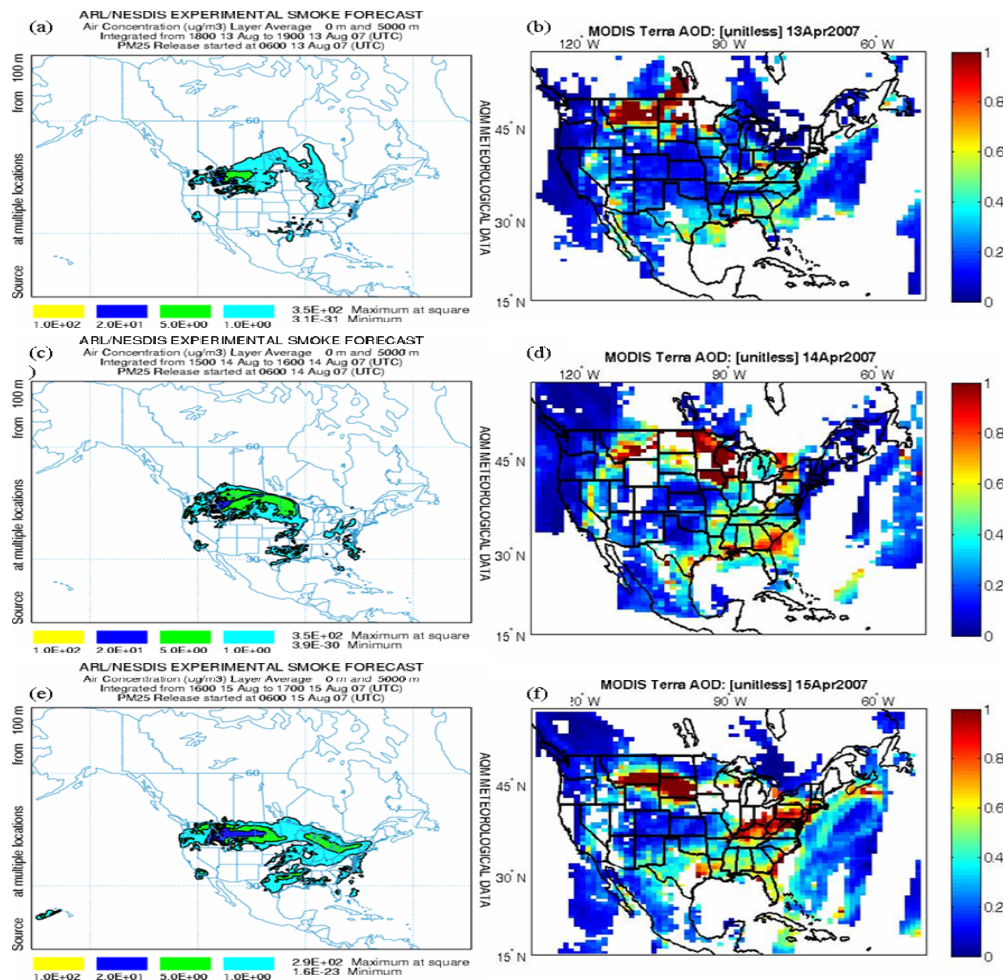 (a)
ARL/NESDIS EXPERIMENTAL SMOKE FORECAST
Air Concentration (ug/m3) Layer Average 0 m and 5000 m
Integrated from 1800 13 Aug to 1900 13 Aug 07 (UTC)
PM25 Release started at 0600 13 Aug 07 (UTC)
Source at multiple locations from 100 m
60
30
AQM METEOROLOGICAL DATA
1.0E+02 2.0E+01 5.0E+00 1.0E+00
3.5E+02 Maximum at square
3.1E-31 Minimum
(b)
MODIS Terra AOD: [unitless] 13Apr2007
120° W 90° W 60° W
45° N
30° N
15° N
1
0.8
0.6
0.4
0.2
0
(c)
ARL/NESDIS EXPERIMENTAL SMOKE FORECAST
Air Concentration (ug/m3) Layer Average 0 m and 5000 m
Integrated from 1500 14 Aug to 1600 14 Aug 07 (UTC)
PM25 Release started at 0600 14 Aug 07 (UTC)
Source at multiple locations from 100 m
60
30
AQM METEOROLOGICAL DATA
1.0E+02 2.0E+01 5.0E+00 1.0E+00
3.5E+02 Maximum at square
3.9E-30 Minimum
(d)
MODIS Terra AOD: [unitless] 14Apr2007
120° W 90° W 60° W
45° N
30° N
15° N
1
0.8
0.6
0.4
0.2
0
(e)
ARL/NESDIS EXPERIMENTAL SMOKE FORECAST
Air Concentration (ug/m3) Layer Average 0 m and 5000 m
Integrated from 1600 15 Aug to 1700 15 Aug 07 (UTC)
PM25 Release started at 0600 15 Aug 07 (UTC)
Source at multiple locations from 100 m
60
30
AQM METEOROLOGICAL DATA
1.0E+02 2.0E+01 5.0E+00 1.0E+00
2.9E+02 Maximum at square
1.6E-23 Minimum
(f)
MODIS Terra AOD: [unitless] 15Apr2007
120° W 90° W 60° W
45° N
30° N
15° N
1
0.8
0.6
0.4
0.2
0